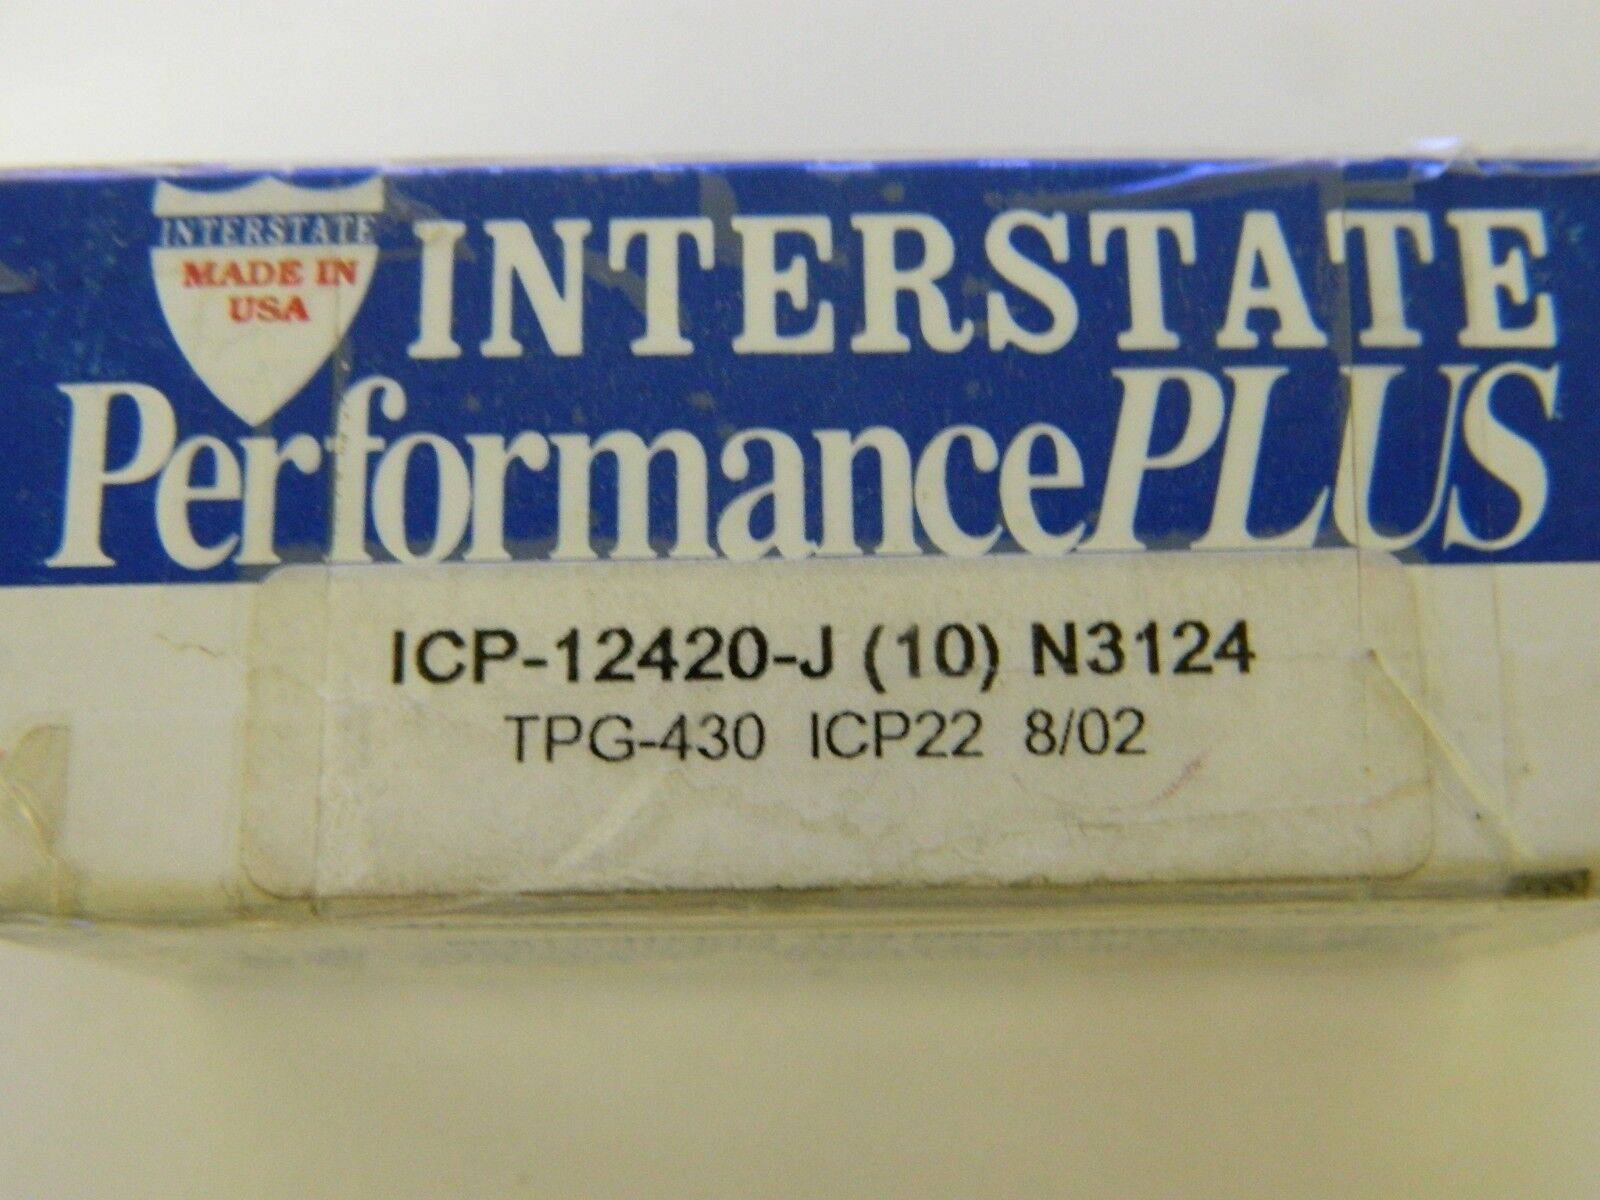 INTERSTATE
MADE IN
USA
INTERSTATE
PerformancePLUS
ICP-12420-J (10) N3124
TPG-430 ICP22 8/02